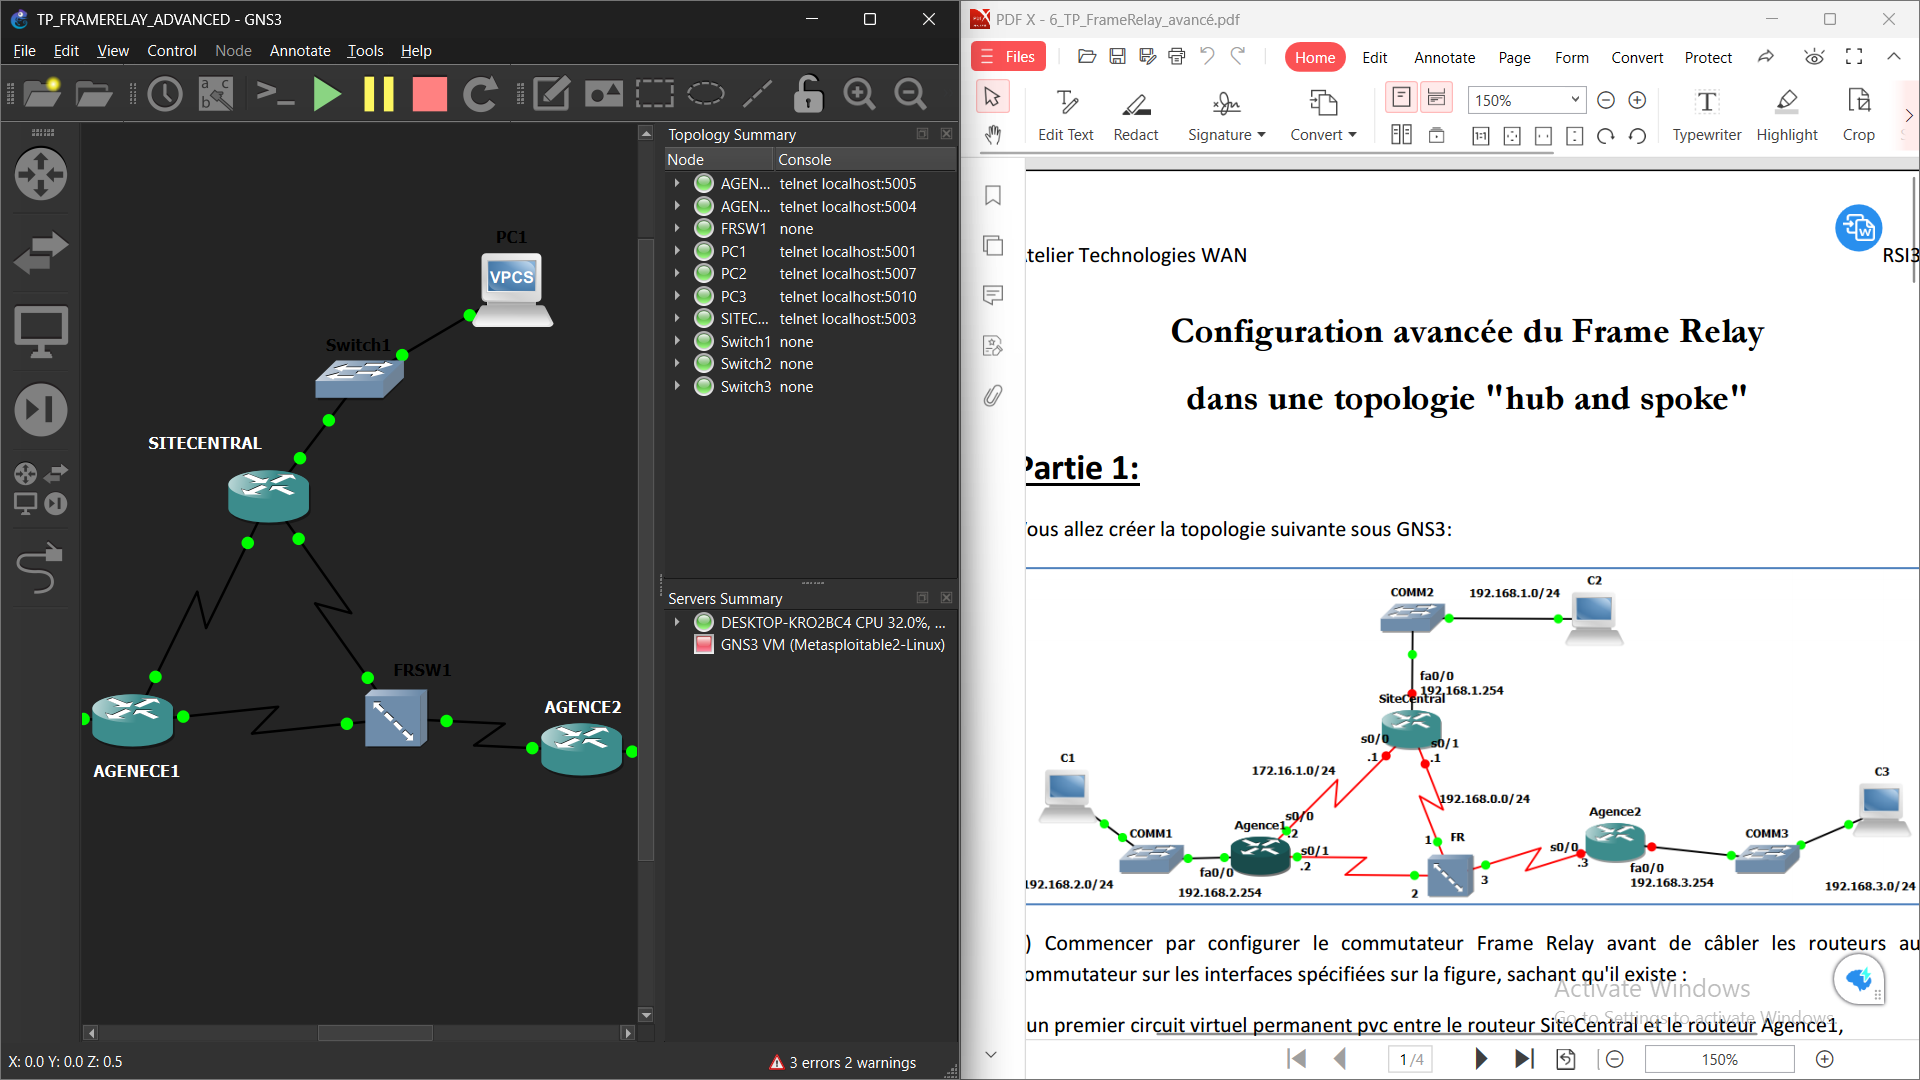 TP_FRAMERELAY_ADVANCED - GNS3
File Edit View Control Node Annotate Tools Help
Topology Summary
Node Console
AGEN... telnet localhost:5005
AGEN... telnet localhost:5004
FRSW1 none
PC1 telnet localhost:5001
PC2 telnet localhost:5007
PC3 telnet localhost:5010
SITEC... telnet localhost:5003
Switch1 none
Switch2 none
Switch3 none
Servers Summary
DESKTOP-KRO2BC4 CPU 32.0%, ...
GNS3 VM (Metasploitable2-Linux)
PC1
VPCS
Switch1
SITECENTRAL
FRSW1
AGENCE2
AGENECE1
X: 0.0 Y: 0.0 Z: 0.5
3 errors 2 warnings
PDF X - 6_TP_FrameRelay_avancé.pdf
Files
Home Edit Annotate Page Form Convert Protect
Edit Text Redact Signature Convert
150%
Typewriter Highlight Crop
telier Technologies WAN
RSI3
Configuration avancée du Frame Relay
dans une topologie "hub and spoke"
Partie 1:
ous allez créer la topologie suivante sous GNS3:
COMM2
192.168.1.0/24
C2
fa0/0
192.168.1.254
SiteCentral
s0/0
.1
s0/1
.1
172.16.1.0/24
192.168.0.0/24
C1
C3
COMM1
Agence1
s0/0
.2
s0/1
.2
fa0/0
192.168.2.254
192.168.2.0/24
1
FR
2
3
s0/0
.3
Agence2
fa0/0
192.168.3.254
COMM3
192.168.3.0/24
) Commencer par configurer le commutateur Frame Relay avant de câbler les routeurs au
ommutateur sur les interfaces spécifiées sur la figure, sachant qu'il existe :
un premier circuit virtuel permanent pvc entre le routeur SiteCentral et le routeur Agence1,
Activate Windows
Go to Settings to activate Windows.
1/4
150%